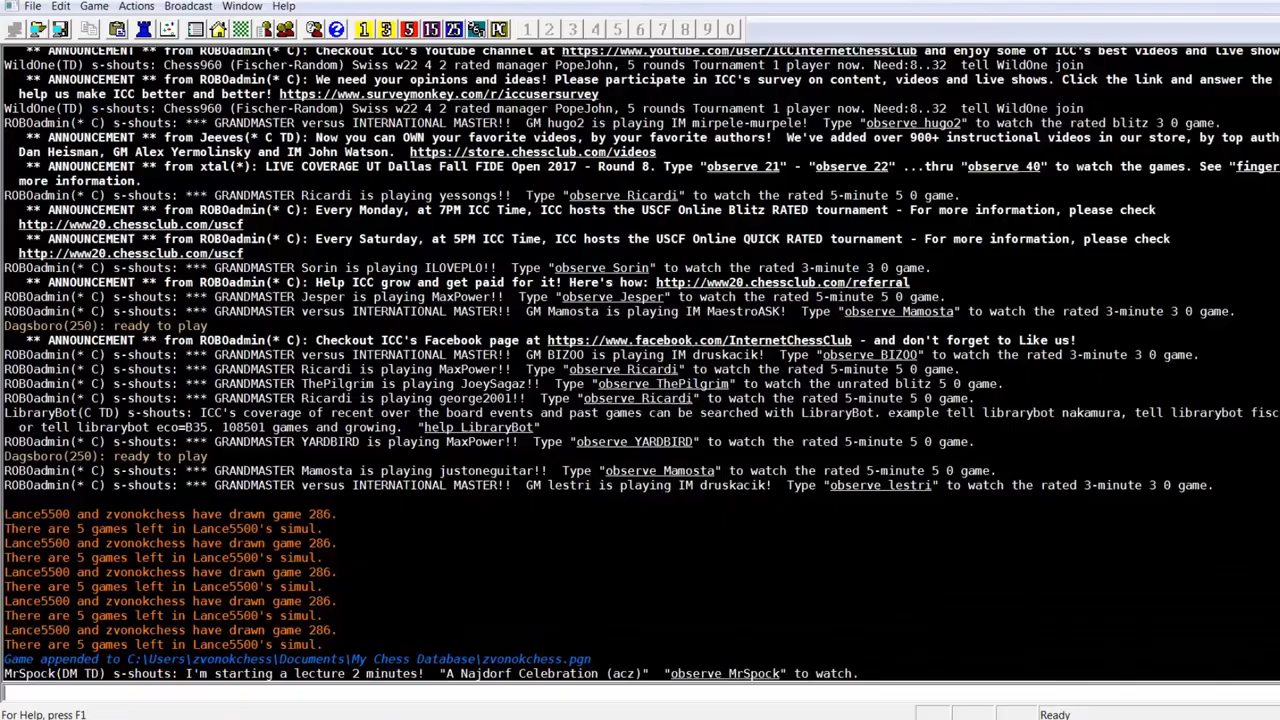 File Edit Game Actions Broadcast Window Help
1 3 5 15 25 PC 1 2 3 4 5 6 7 8 9 0
** ANNOUNCEMENT ** from ROBOadmin(* C): Checkout ICC's Youtube channel at https://www.youtube.com/user/ICCInternetChessClub and enjoy some of ICC's best videos and live show
WildOne(TD) s-shouts: Chess960 (Fischer-Random) Swiss w22 4 2 rated manager PopeJohn, 5 rounds Tournament 1 player now. Need:8..32 tell WildOne join
** ANNOUNCEMENT ** from ROBOadmin(* C): We need your opinions and ideas! Please participate in ICC's survey on content, videos and live shows. Click the link and answer the
help us make ICC better and better! https://www.surveymonkey.com/r/iccusersurvey
WildOne(TD) s-shouts: Chess960 (Fischer-Random) Swiss w22 4 2 rated manager PopeJohn, 5 rounds Tournament 1 player now. Need:8..32 tell WildOne join
ROBOadmin(* C) s-shouts: *** GRANDMASTER versus INTERNATIONAL MASTER!! GM hugo2 is playing IM mirpele-murpele! Type "observe hugo2" to watch the rated blitz 3 0 game.
** ANNOUNCEMENT ** from Jeeves(* C TD): Now you can OWN your favorite videos, by your favorite authors! We've added over 900+ instructional videos in our store, by top auth
Dan Heisman, GM Alex Yermolinsky and IM John Watson. https://store.chessclub.com/videos
** ANNOUNCEMENT ** from xtal(*): LIVE COVERAGE UT Dallas Fall FIDE Open 2017 - Round 8. Type "observe 21" - "observe 22" ...thru "observe 40" to watch the games. See "finger
more information.
ROBOadmin(* C) s-shouts: *** GRANDMASTER Ricardi is playing yessongs!! Type "observe Ricardi" to watch the rated 5-minute 5 0 game.
** ANNOUNCEMENT ** from ROBOadmin(* C): Every Monday, at 7PM ICC Time, ICC hosts the USCF Online Blitz RATED tournament - For more information, please check
http://www20.chessclub.com/uscf
** ANNOUNCEMENT ** from ROBOadmin(* C): Every Saturday, at 5PM ICC Time, ICC hosts the USCF Online QUICK RATED tournament - For more information, please check
http://www20.chessclub.com/uscf
ROBOadmin(* C) s-shouts: *** GRANDMASTER Sorin is playing ILOVEPLO!! Type "observe Sorin" to watch the rated 3-minute 3 0 game.
** ANNOUNCEMENT ** from ROBOadmin(* C): Help ICC grow and get paid for it! Here's how: http://www20.chessclub.com/referral
ROBOadmin(* C) s-shouts: *** GRANDMASTER Jesper is playing MaxPower!! Type "observe Jesper" to watch the rated 5-minute 5 0 game.
ROBOadmin(* C) s-shouts: *** GRANDMASTER versus INTERNATIONAL MASTER!! GM Mamosta is playing IM MaestroASK! Type "observe Mamosta" to watch the rated 3-minute 3 0 game.
Dagsboro(250): ready to play
** ANNOUNCEMENT ** from ROBOadmin(* C): Checkout ICC's Facebook page at https://www.facebook.com/InternetChessClub - and don't forget to Like us!
ROBOadmin(* C) s-shouts: *** GRANDMASTER versus INTERNATIONAL MASTER!! GM BIZOO is playing IM druskacik! Type "observe BIZOO" to watch the rated 3-minute 3 0 game.
ROBOadmin(* C) s-shouts: *** GRANDMASTER Ricardi is playing MaxPower!! Type "observe Ricardi" to watch the rated 5-minute 5 0 game.
ROBOadmin(* C) s-shouts: *** GRANDMASTER ThePilgrim is playing JoeySagaz!! Type "observe ThePilgrim" to watch the unrated blitz 5 0 game.
ROBOadmin(* C) s-shouts: *** GRANDMASTER Ricardi is playing george2001!! Type "observe Ricardi" to watch the rated 5-minute 5 0 game.
LibraryBot(C TD) s-shouts: ICC's coverage of recent over the board events and past games can be searched with LibraryBot. example tell librarybot nakamura, tell librarybot fisc
or tell librarybot eco=B35. 108501 games and growing. "help LibraryBot"
ROBOadmin(* C) s-shouts: *** GRANDMASTER YARDBIRD is playing MaxPower!! Type "observe YARDBIRD" to watch the rated 5-minute 5 0 game.
Dagsboro(250): ready to play
ROBOadmin(* C) s-shouts: *** GRANDMASTER Mamosta is playing justoneguitar!! Type "observe Mamosta" to watch the rated 5-minute 5 0 game.
ROBOadmin(* C) s-shouts: *** GRANDMASTER versus INTERNATIONAL MASTER!! GM lestri is playing IM druskacik! Type "observe lestri" to watch the rated 3-minute 3 0 game.
Lance5500 and zvonokchess have drawn game 286.
There are 5 games left in Lance5500's simul.
Lance5500 and zvonokchess have drawn game 286.
There are 5 games left in Lance5500's simul.
Lance5500 and zvonokchess have drawn game 286.
There are 5 games left in Lance5500's simul.
Lance5500 and zvonokchess have drawn game 286.
There are 5 games left in Lance5500's simul.
Lance5500 and zvonokchess have drawn game 286.
There are 5 games left in Lance5500's simul.
Game appended to C:\Users\zvonokchess\Documents\My Chess Database\zvonokchess.pgn
MrSpock(DM TD) s-shouts: I'm starting a lecture 2 minutes! "A Najdorf Celebration (acz)" "observe MrSpock" to watch.
For Help, press F1 Ready